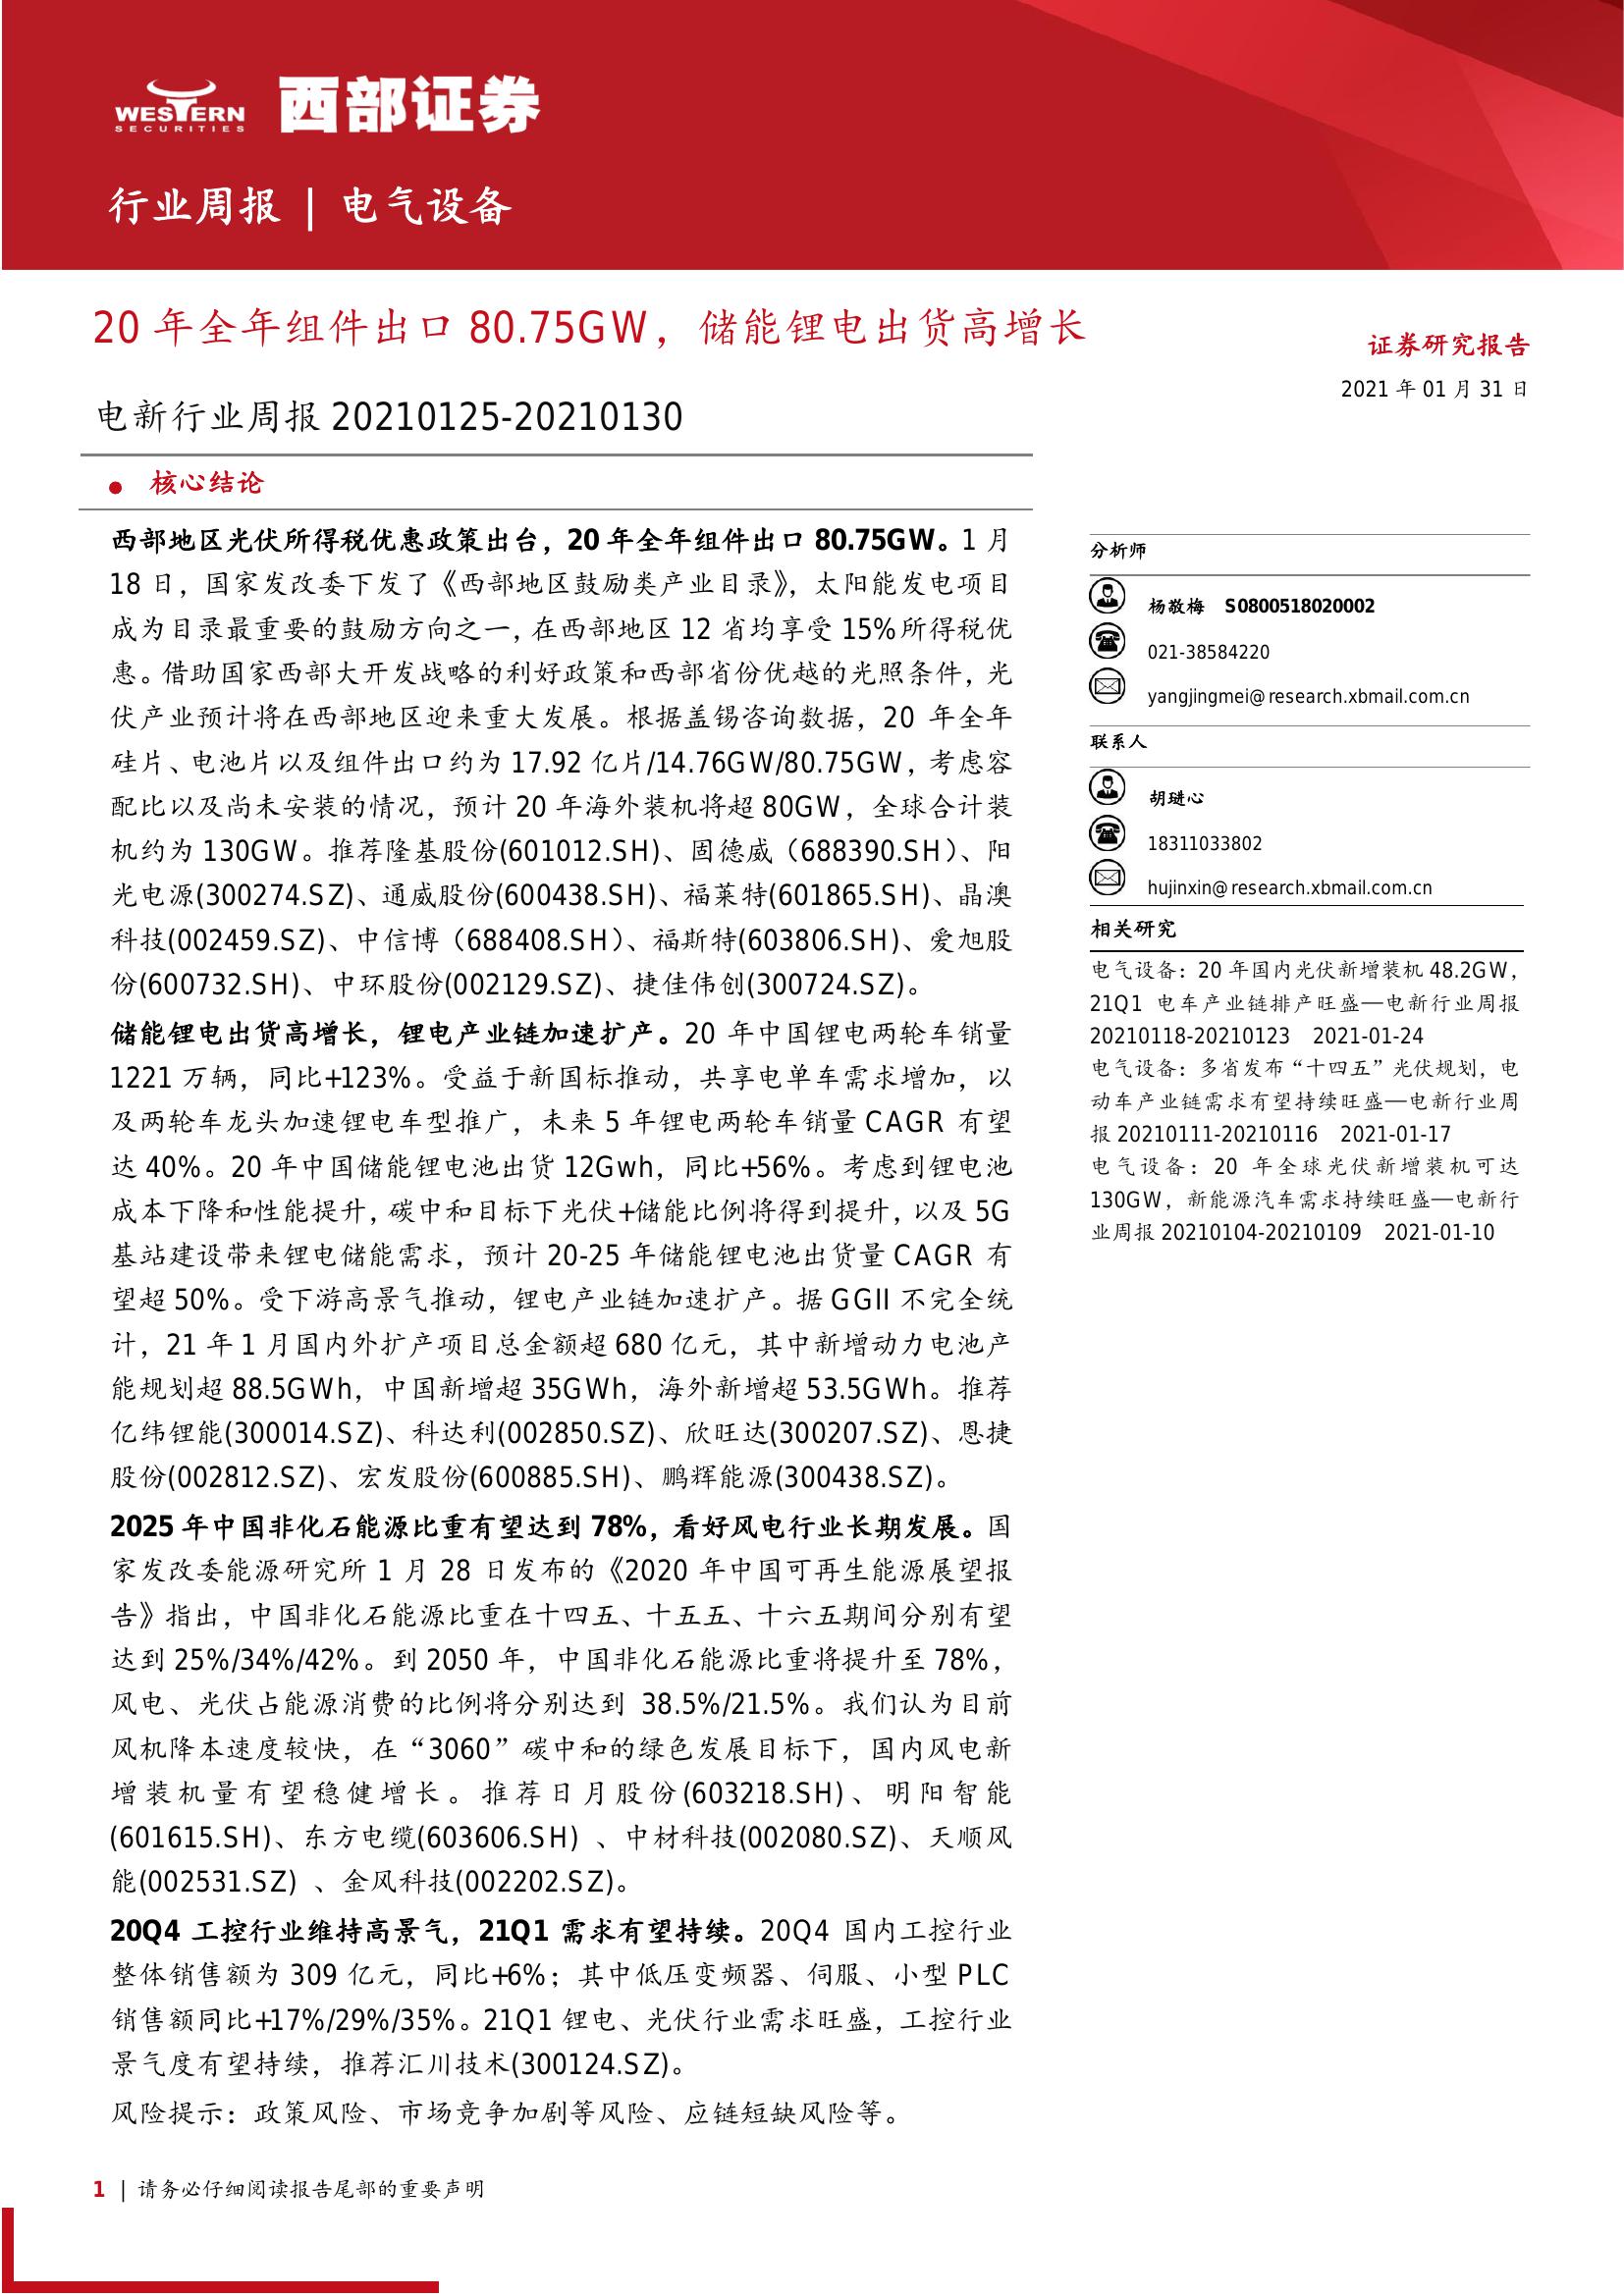 WESTERN
SECURITIES
西部证券
行业周报 | 电气设备
20 年全年组件出口 80.75GW，储能锂电出货高增长
电新行业周报 20210125-20210130
证券研究报告
2021 年 01 月 31 日
● 核心结论
西部地区光伏所得税优惠政策出台，20 年全年组件出口 80.75GW。1 月
18 日，国家发改委下发了《西部地区鼓励类产业目录》，太阳能发电项目
成为目录最重要的鼓励方向之一，在西部地区 12 省均享受 15%所得税优
惠。借助国家西部大开发战略的利好政策和西部省份优越的光照条件，光
伏产业预计将在西部地区迎来重大发展。根据盖锡咨询数据，20 年全年
硅片、电池片以及组件出口约为 17.92 亿片/14.76GW/80.75GW，考虑容
配比以及尚未安装的情况，预计 20 年海外装机将超 80GW，全球合计装
机约为 130GW。推荐隆基股份(601012.SH)、固德威（688390.SH）、阳
光电源(300274.SZ)、通威股份(600438.SH)、福莱特(601865.SH)、晶澳
科技(002459.SZ)、中信博（688408.SH）、福斯特(603806.SH)、爱旭股
份(600732.SH)、中环股份(002129.SZ)、捷佳伟创(300724.SZ)。
储能锂电出货高增长，锂电产业链加速扩产。20 年中国锂电两轮车销量
1221 万辆，同比+123%。受益于新国标推动，共享电单车需求增加，以
及两轮车龙头加速锂电车型推广，未来 5 年锂电两轮车销量 CAGR 有望
达 40%。20 年中国储能锂电池出货 12Gwh，同比+56%。考虑到锂电池
成本下降和性能提升，碳中和目标下光伏+储能比例将得到提升，以及 5G
基站建设带来锂电储能需求，预计 20-25 年储能锂电池出货量 CAGR 有
望超 50%。受下游高景气推动，锂电产业链加速扩产。据 GGII 不完全统
计，21 年 1 月国内外扩产项目总金额超 680 亿元，其中新增动力电池产
能规划超 88.5GWh，中国新增超 35GWh，海外新增超 53.5GWh。推荐
亿纬锂能(300014.SZ)、科达利(002850.SZ)、欣旺达(300207.SZ)、恩捷
股份(002812.SZ)、宏发股份(600885.SH)、鹏辉能源(300438.SZ)。
2025 年中国非化石能源比重有望达到 78%，看好风电行业长期发展。国
家发改委能源研究所 1 月 28 日发布的《2020 年中国可再生能源展望报
告》指出，中国非化石能源比重在十四五、十五五、十六五期间分别有望
达到 25%/34%/42%。到 2050 年，中国非化石能源比重将提升至 78%，
风电、光伏占能源消费的比例将分别达到 38.5%/21.5%。我们认为目前
风机降本速度较快，在“3060”碳中和的绿色发展目标下，国内风电新
增装机量有望稳健增长。推荐日月股份(603218.SH)、明阳智能
(601615.SH)、东方电缆(603606.SH) 、中材科技(002080.SZ)、天顺风
能(002531.SZ) 、金风科技(002202.SZ)。
20Q4 工控行业维持高景气，21Q1 需求有望持续。20Q4 国内工控行业
整体销售额为 309 亿元，同比+6%；其中低压变频器、伺服、小型 PLC
销售额同比+17%/29%/35%。21Q1 锂电、光伏行业需求旺盛，工控行业
景气度有望持续，推荐汇川技术(300124.SZ)。
风险提示：政策风险、市场竞争加剧等风险、应链短缺风险等。
分析师
杨敬梅 S0800518020002
021-38584220
yangjingmei@research.xbmail.com.cn
联系人
胡琎心
18311033802
hujinxin@research.xbmail.com.cn
相关研究
电气设备：20 年国内光伏新增装机 48.2GW，
21Q1 电车产业链排产旺盛—电新行业周报
20210118-20210123 2021-01-24
电气设备：多省发布“十四五”光伏规划，电
动车产业链需求有望持续旺盛—电新行业周
报 20210111-20210116 2021-01-17
电气设备：20 年全球光伏新增装机可达
130GW，新能源汽车需求持续旺盛—电新行
业周报 20210104-20210109 2021-01-10
1 | 请务必仔细阅读报告尾部的重要声明